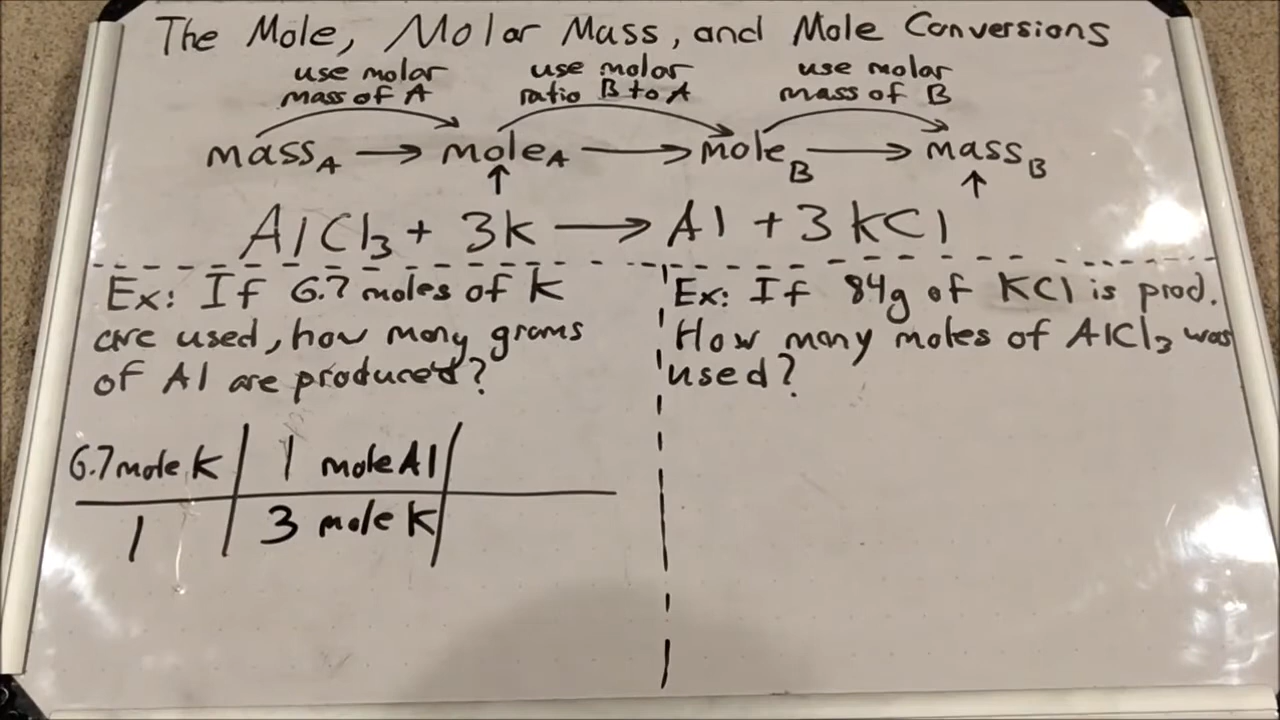 The Mole, Molar Mass, and Mole Conversions
use molar use molar use molar
mass of A ratio B to A mass of B
mass_A → mole_A → mole_B → mass_B
↑ ↑
AlCl₃ + 3K → Al + 3KCl
Ex: If 6.7 moles of K
are used, how many grams
of Al are produced?
6.7 mole K | 1 mole Al |
1 | 3 mole K |
Ex: If 84g of KCl is prod.
How many moles of AlCl₃ was
used?